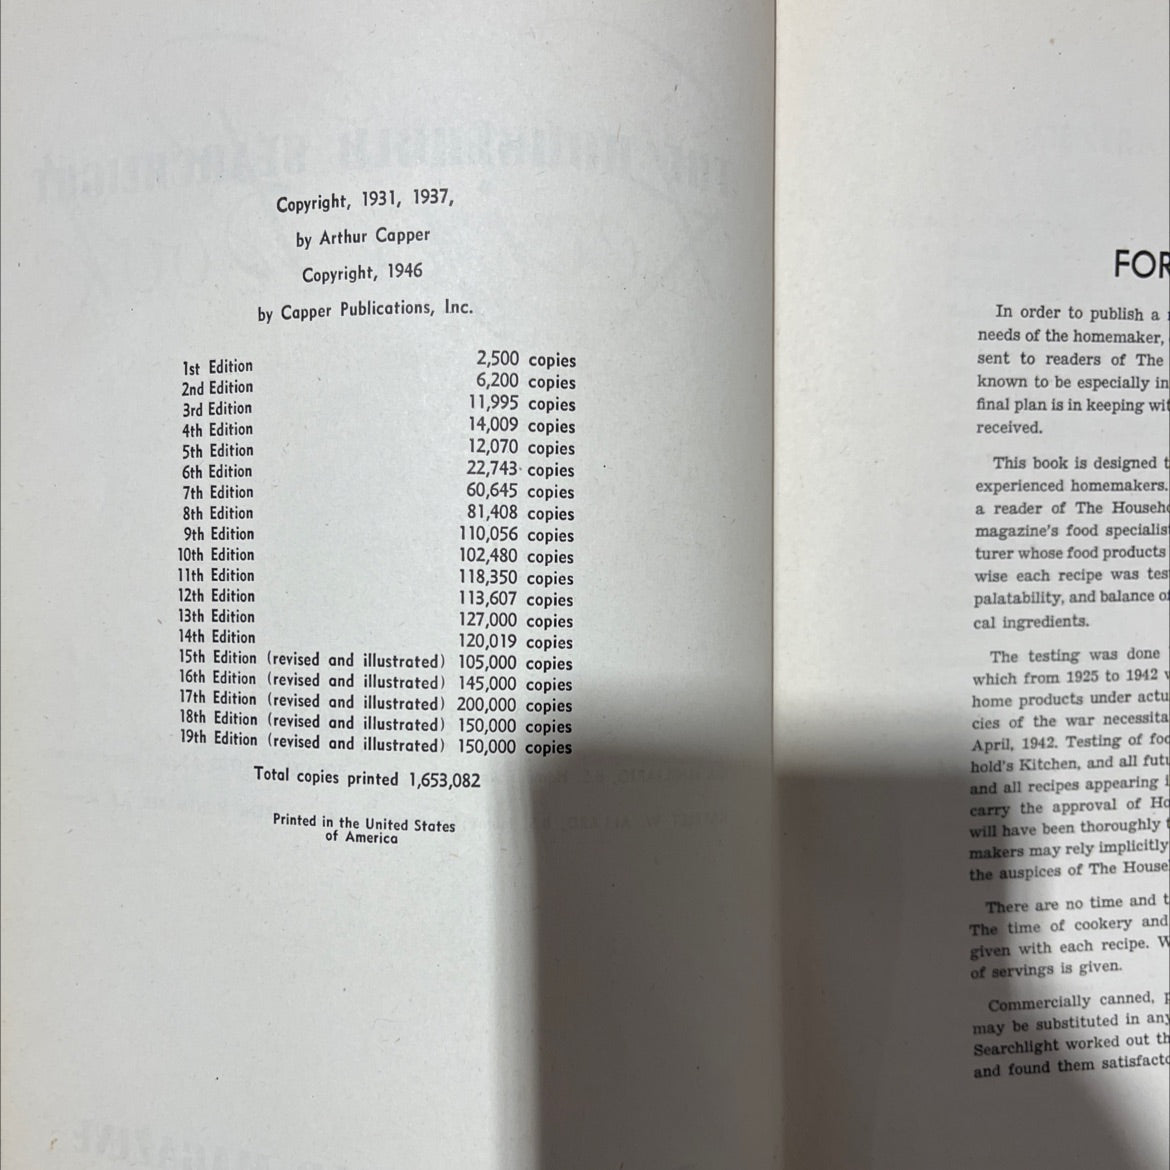 Copyright, 1931, 1937,
by Arthur Capper
Copyright, 1946
by Capper Publications, Inc.
1st Edition 2,500 copies
2nd Edition 6,200 copies
3rd Edition 11,995 copies
4th Edition 14,009 copies
5th Edition 12,070 copies
6th Edition 22,743 copies
7th Edition 60,645 copies
8th Edition 81,408 copies
9th Edition 110,056 copies
10th Edition 102,480 copies
11th Edition 118,350 copies
12th Edition 113,607 copies
13th Edition 127,000 copies
14th Edition 120,019 copies
15th Edition (revised and illustrated) 105,000 copies
16th Edition (revised and illustrated) 145,000 copies
17th Edition (revised and illustrated) 200,000 copies
18th Edition (revised and illustrated) 150,000 copies
19th Edition (revised and illustrated) 150,000 copies
Total copies printed 1,653,082
Printed in the United States
of America
FOR
In order to publish a
needs of the homemaker,
sent to readers of The
known to be especially in
final plan is in keeping wit
received.
This book is designed t
experienced homemakers.
a reader of The Househo
magazine's food specialist
turer whose food products
wise each recipe was tes
palatability, and balance of
cal ingredients.
The testing was done
which from 1925 to 1942
home products under actu
cies of the war necessita
April, 1942. Testing of foo
hold's Kitchen, and all futu
and all recipes appearing i
carry the approval of Ho
will have been thoroughly t
makers may rely implicitly
the auspices of The House
There are no time and t
The time of cookery and
given with each recipe. W
of servings is given.
Commercially canned, p
may be substituted in any
Searchlight worked out th
and found them satisfacto